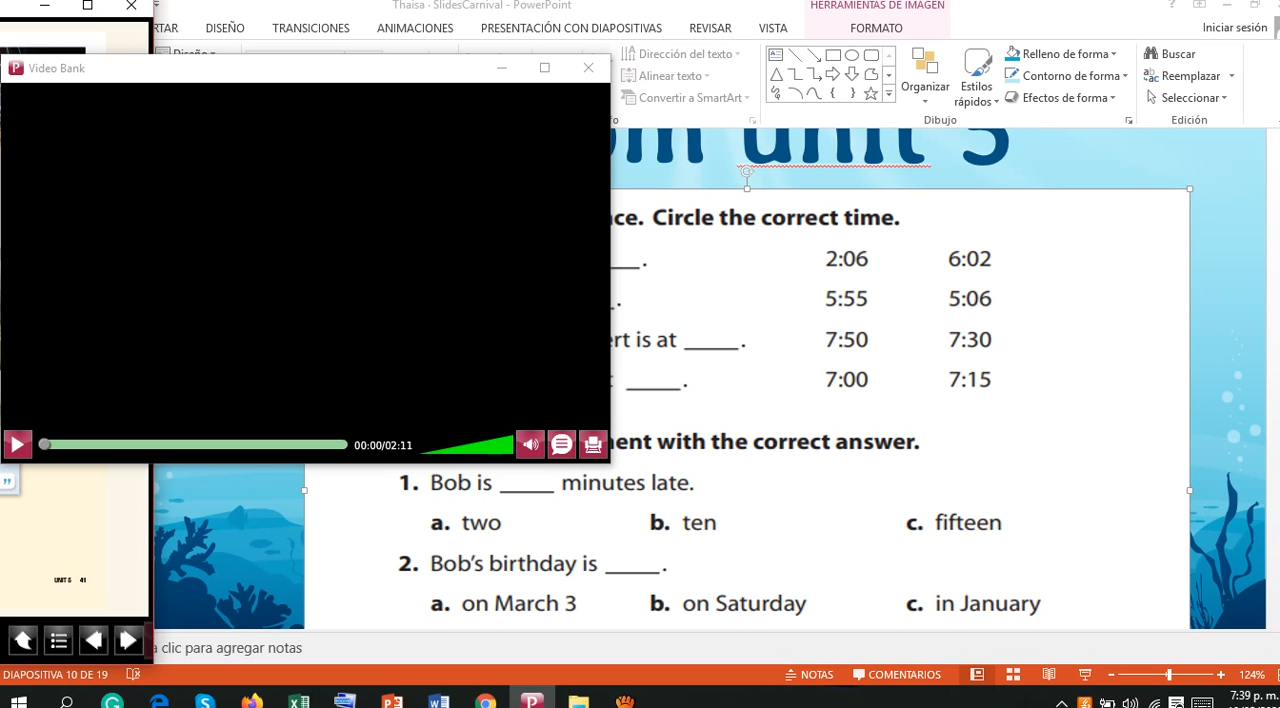 Thaisa - SlidesCarnival - PowerPoint
HERRAMIENTAS DE IMAGEN
DISEÑO TRANSICIONES ANIMACIONES PRESENTACIÓN CON DIAPOSITIVAS REVISAR VISTA FORMATO Iniciar sesión
Diseño
Dirección del texto
Alinear texto
Convertir a SmartArt
Organizar
Estilos rápidos
Relleno de forma
Contorno de forma
Efectos de forma
Buscar
Reemplazar
Seleccionar
Dibujo
Edición
Video Bank
00:00/02:11
unit 5
Circle the correct time.
2:06 6:02
5:55 5:06
is at _____. 7:50 7:30
_____. 7:00 7:15
with the correct answer.
1. Bob is _____ minutes late.
a. two b. ten c. fifteen
2. Bob's birthday is _____.
a. on March 3 b. on Saturday c. in January
UNIT 5 41
clic para agregar notas
DIAPOSITIVA 10 DE 19 NOTAS COMENTARIOS 124%
7:39 p. m.